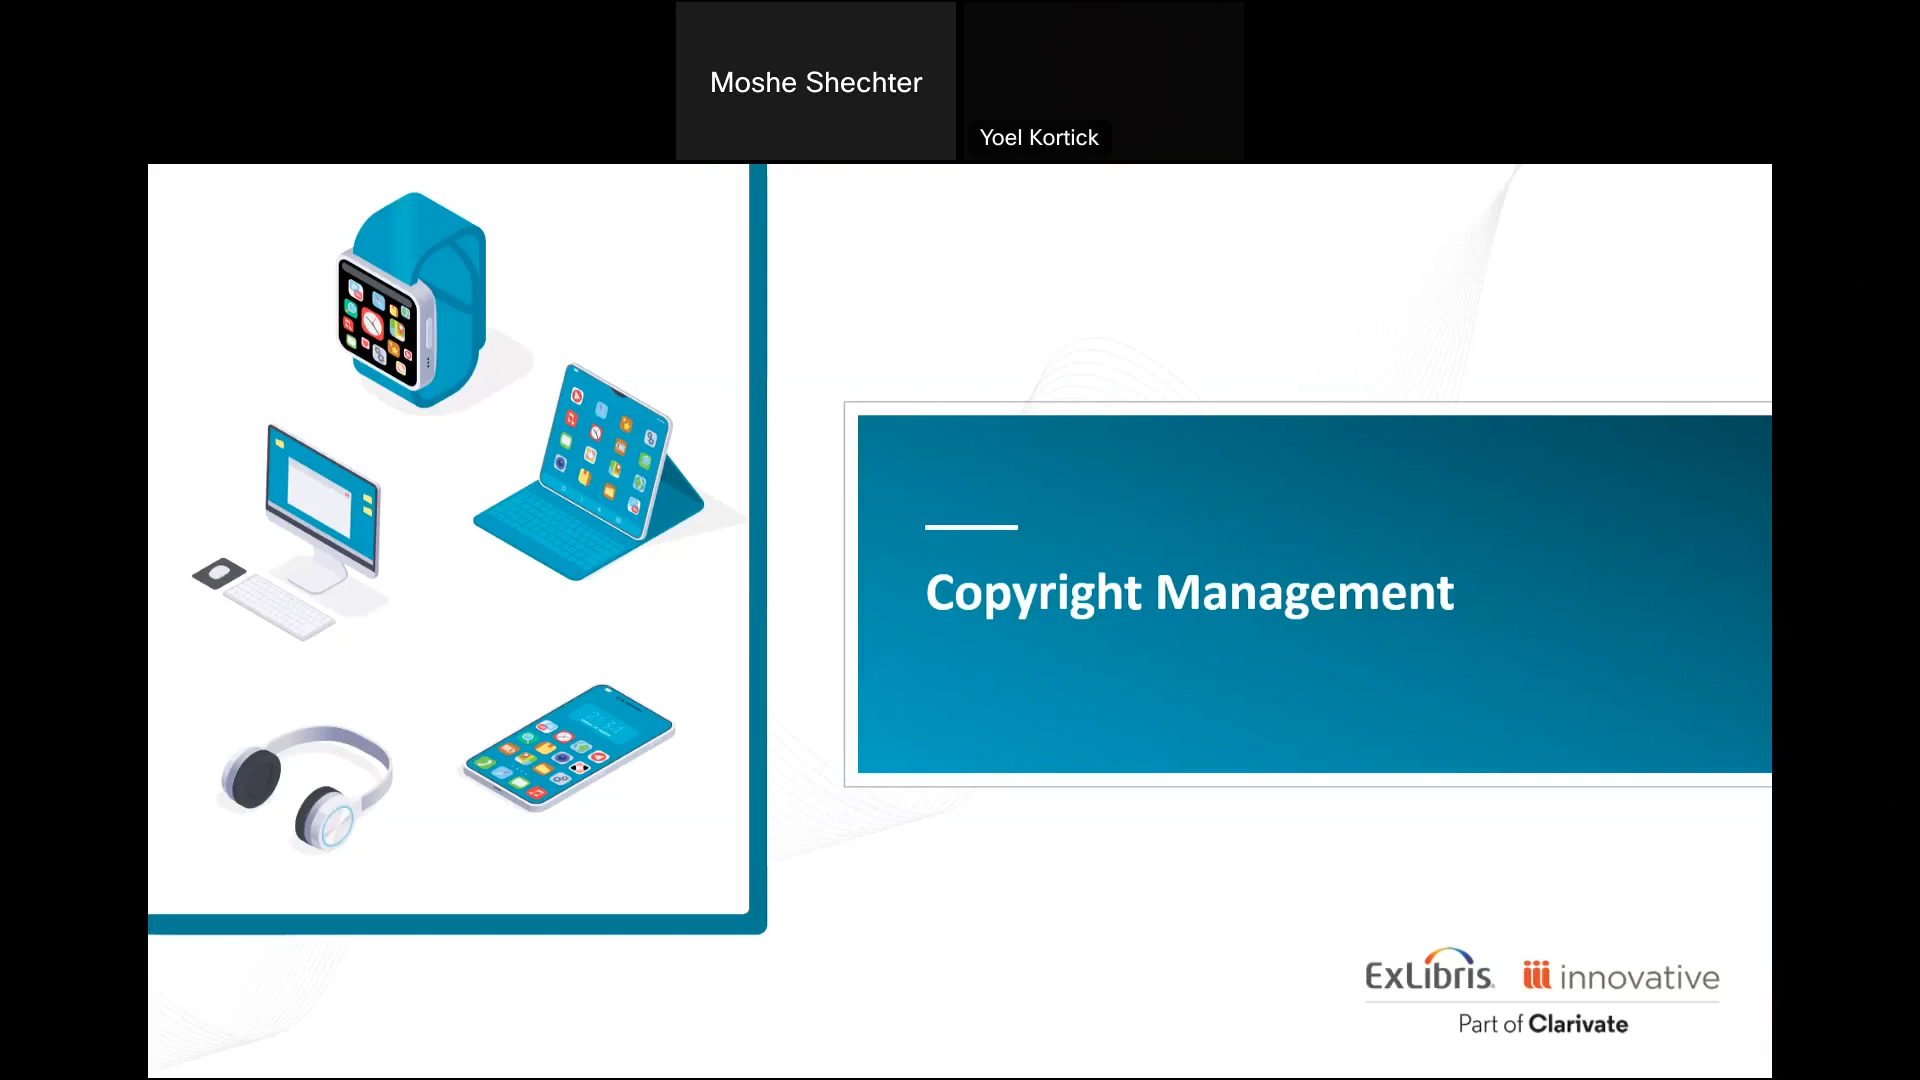 Moshe Shechter
Yoel Kortick
Copyright Management
ExLibris
innovative
Part of Clarivate